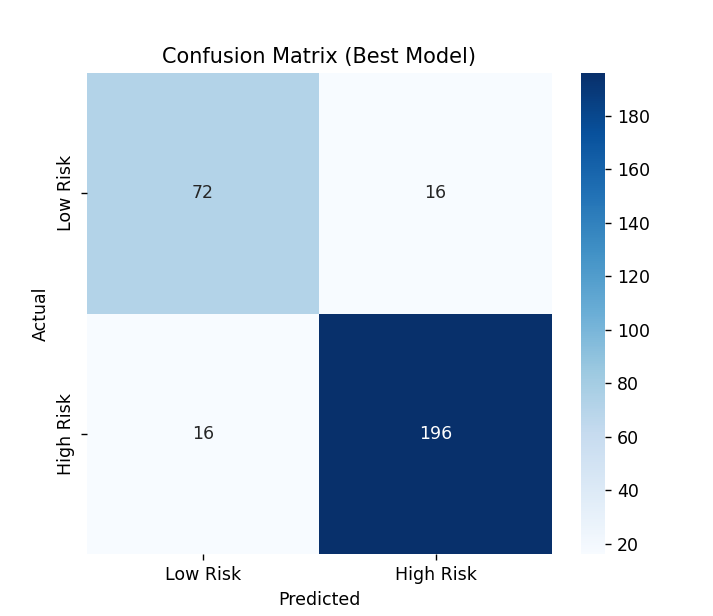 Confusion Matrix (Best Model)
Actual
Low Risk
High Risk
72
16
16
196
Low Risk
High Risk
Predicted
180
160
140
120
100
80
60
40
20